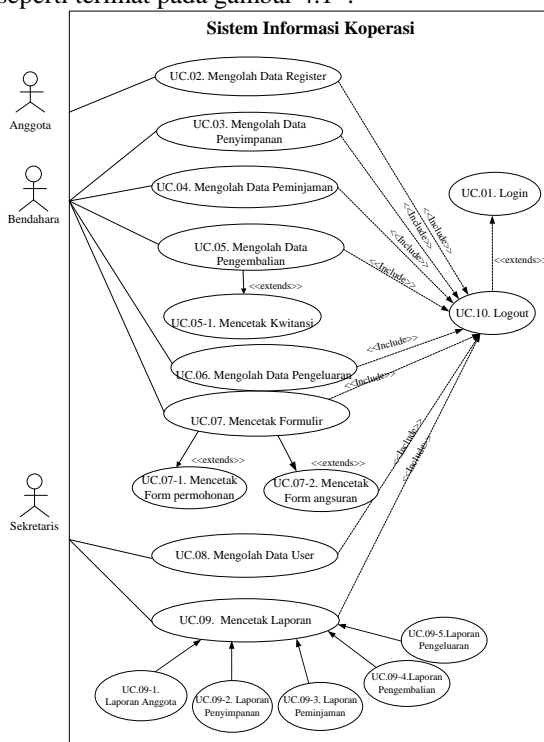 seperti terlihat pada gambar 4.1 :
Sistem Informasi Koperasi
UC.02. Mengolah Data Register
Anggota
UC.03. Mengolah Data
Penyimpanan
Bendahara
UC.04. Mengolah Data Peminjaman
UC.01. Login
<<Include>>
<<Include>>
<<Include>>
<<Include>>
UC.05. Mengolah Data
Pengembalian
<<extends>>
<<extends>>
UC.05-1. Mencetak Kwitansi
UC.10. Logout
<<Include>>
UC.06. Mengolah Data Pengeluaran
<<Include>>
UC.07. Mencetak Formulir
<<extends>>
<<extends>>
UC.07-1. Mencetak
Form permohonan
UC.07-2. Mencetak
Form angsuran
<<Include>>
<<Include>>
Sekretaris
UC.08. Mengolah Data User
UC.09. Mencetak Laporan
UC.09-5.Laporan
Pengeluaran
UC.09-4.Laporan
Pengembalian
UC.09-1.
Laporan Anggota
UC.09-2. Laporan
Penyimpanan
UC.09-3. Laporan
Peminjaman